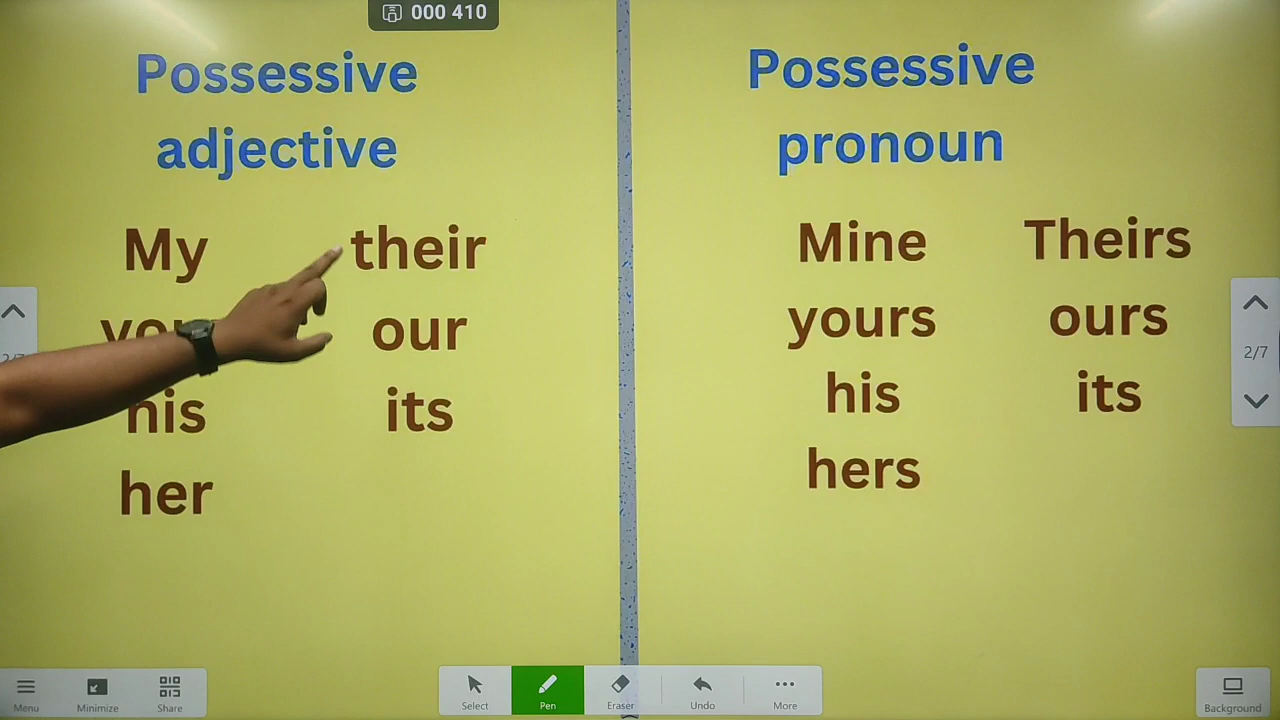 000 410
Possessive
adjective
My their
our
his
its
her
Possessive
pronoun
Mine Theirs
yours ours
his its
hers
2/7
Menu Minimize Share
Select Pen Eraser Undo More
Background